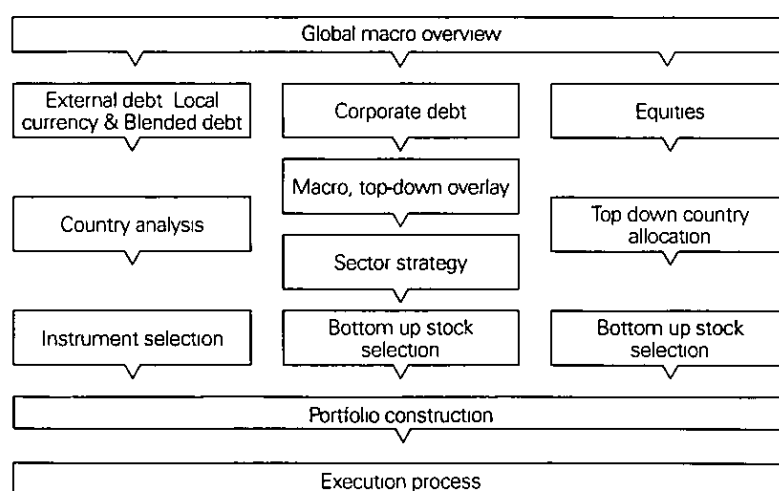 Global macro overview
External debt Local
currency & Blended debt
Corporate debt
Equities
Macro, top-down overlay
Country analysis
Top down country
allocation
Sector strategy
Instrument selection
Bottom up stock
selection
Bottom up stock
selection
Portfolio construction
Execution process